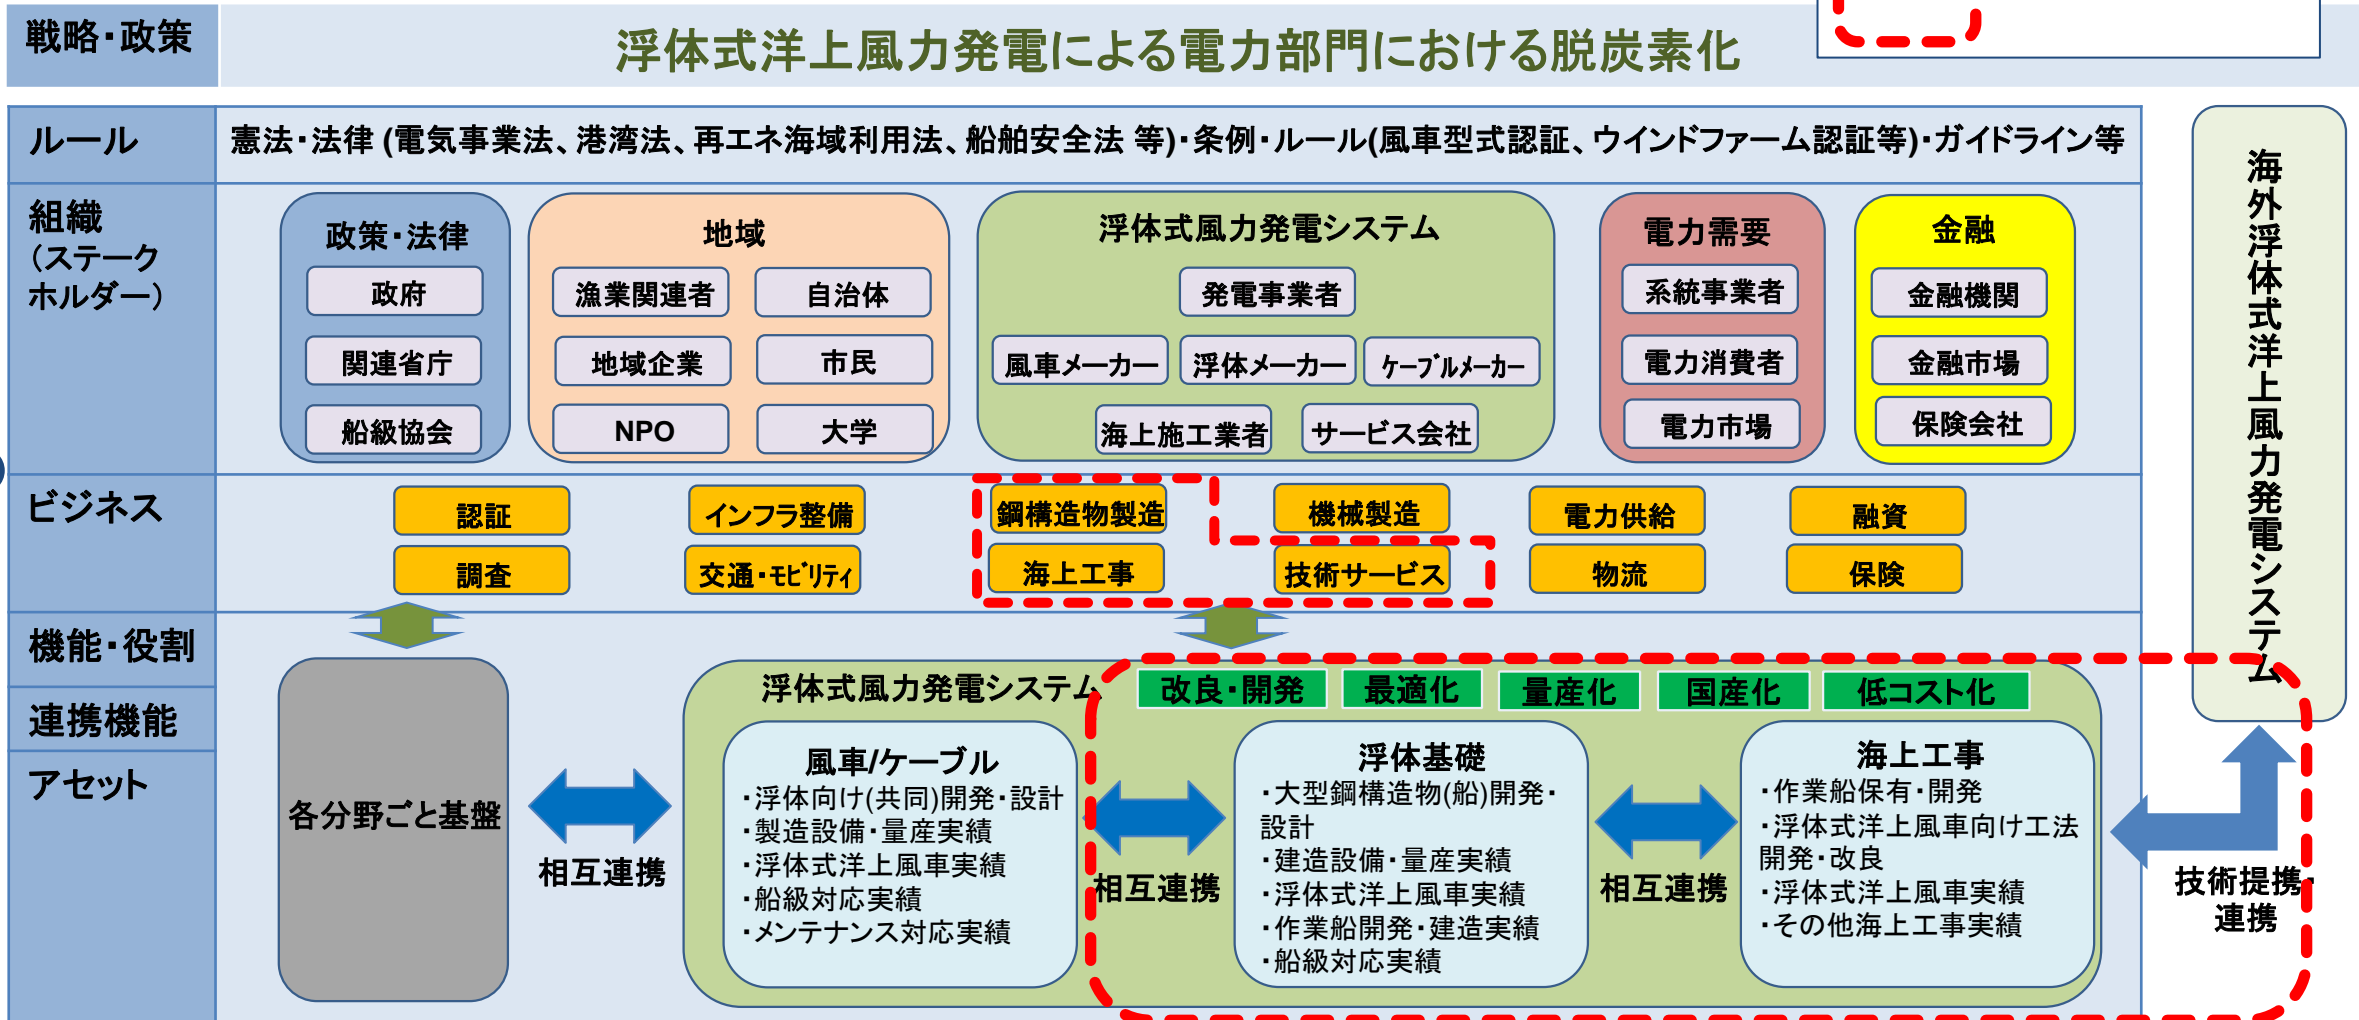 戦略・政策
浮体式洋上風力発電による電力部門における脱炭素化
ルール
憲法・法律 (電気事業法、港湾法、再エネ海域利用法、船舶安全法 等)・条例・ルール(風車型式認証、ウインドファーム認証等)・ガイドライン等
組織
（ステーク
ホルダー）
政策・法律
政府
関連省庁
船級協会
地域
漁業関連者
自治体
地域企業
市民
NPO
大学
浮体式風力発電システム
発電事業者
風車メーカー
浮体メーカー
ｹｰﾌﾞﾙﾒｰｶｰ
海上施工業者
サービス会社
電力需要
系統事業者
電力消費者
電力市場
金融
金融機関
金融市場
保険会社
ビジネス
認証
インフラ整備
鋼構造物製造
機械製造
電力供給
融資
調査
交通・ﾓﾋﾞﾘﾃｨ
海上工事
技術サービス
物流
保険
機能・役割
連携機能
アセット
各分野ごと基盤
相互連携
浮体式風力発電システム
改良・開発
最適化
量産化
国産化
低コスト化
風車/ケーブル
・浮体向け(共同)開発・設計
・製造設備・量産実績
・浮体式洋上風車実績
・船級対応実績
・メンテナンス対応実績
相互連携
浮体基礎
・大型鋼構造物(船)開発・
設計
・建造設備・量産実績
・浮体式洋上風車実績
・作業船開発・建造実績
・船級対応実績
相互連携
海上工事
・作業船保有・開発
・浮体式洋上風車向け工法
開発・改良
・浮体式洋上風車実績
・その他海上工事実績
海外浮体式洋上風力発電システム
技術提携・
連携